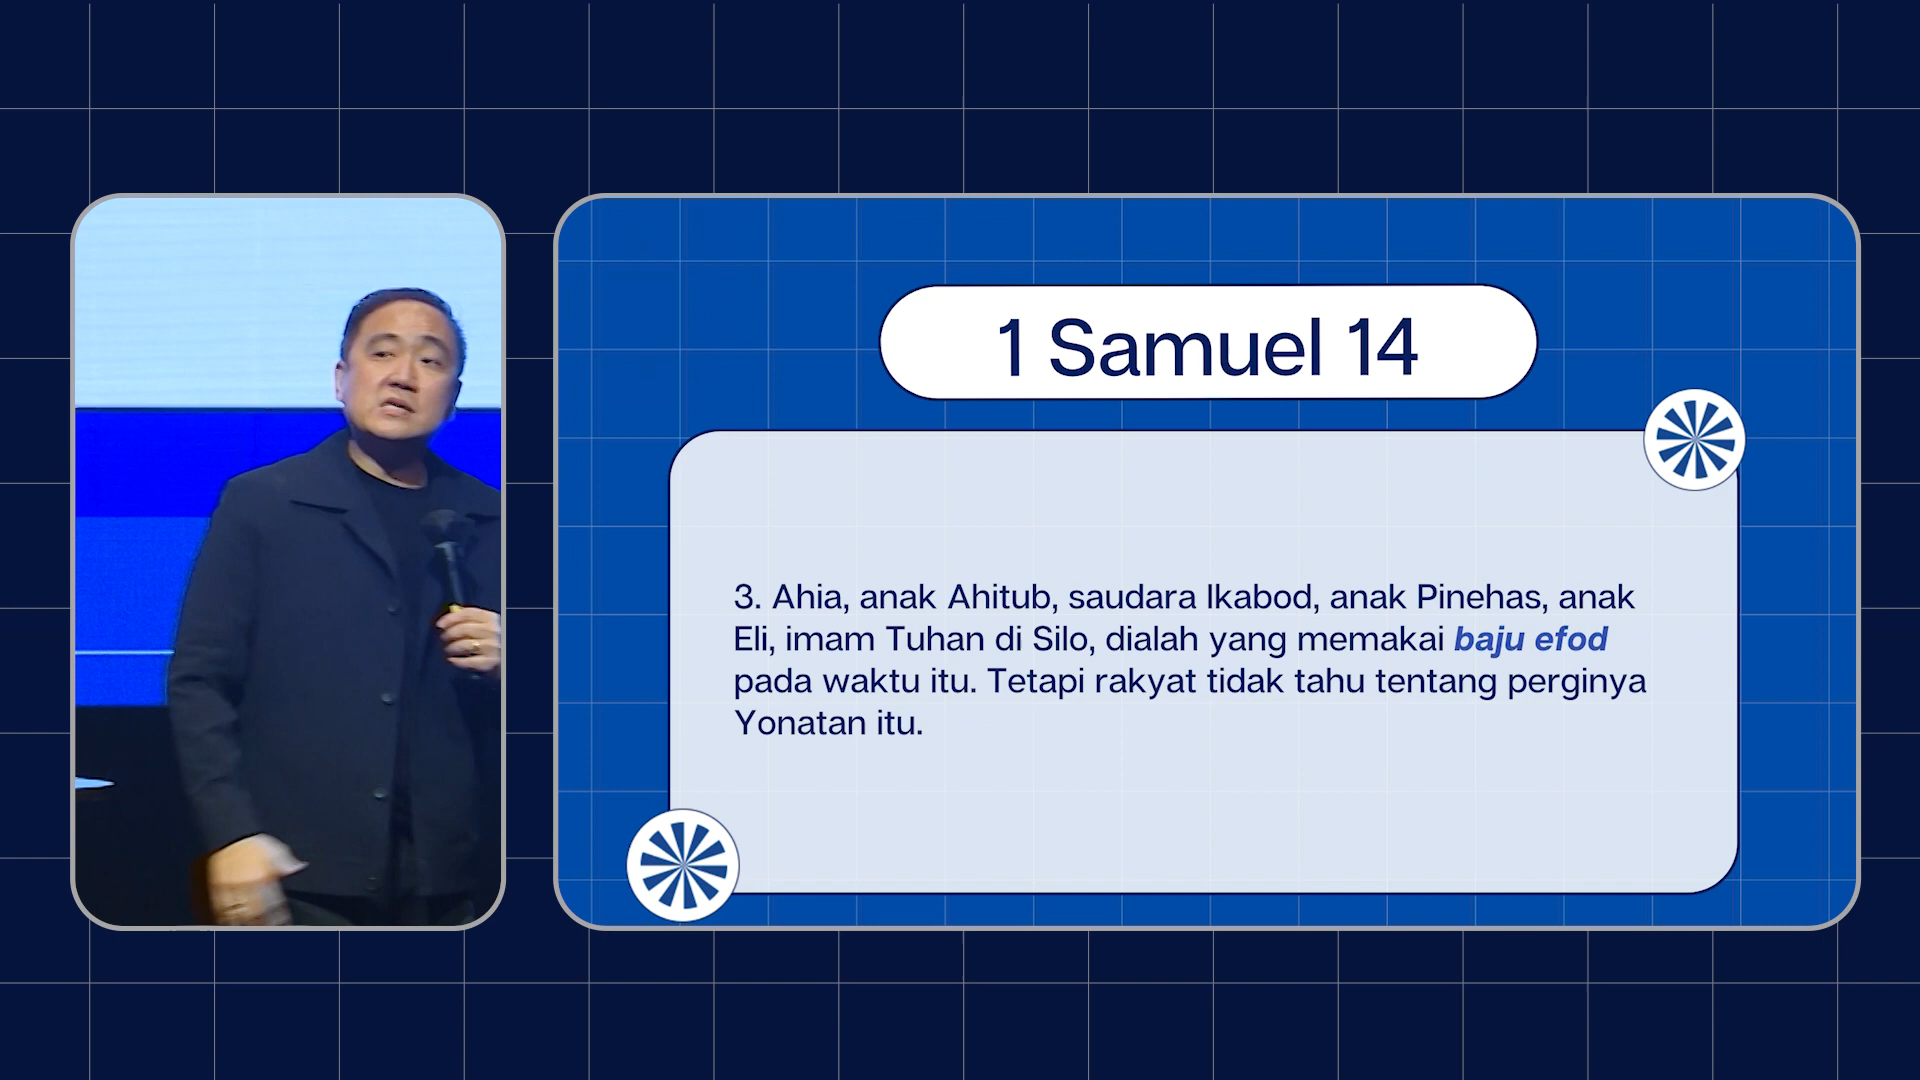 1 Samuel 14
3. Ahia, anak Ahitub, saudara Ikabod, anak Pinehas, anak
Eli, imam Tuhan di Silo, dialah yang memakai baju efod
pada waktu itu. Tetapi rakyat tidak tahu tentang perginya
Yonatan itu.